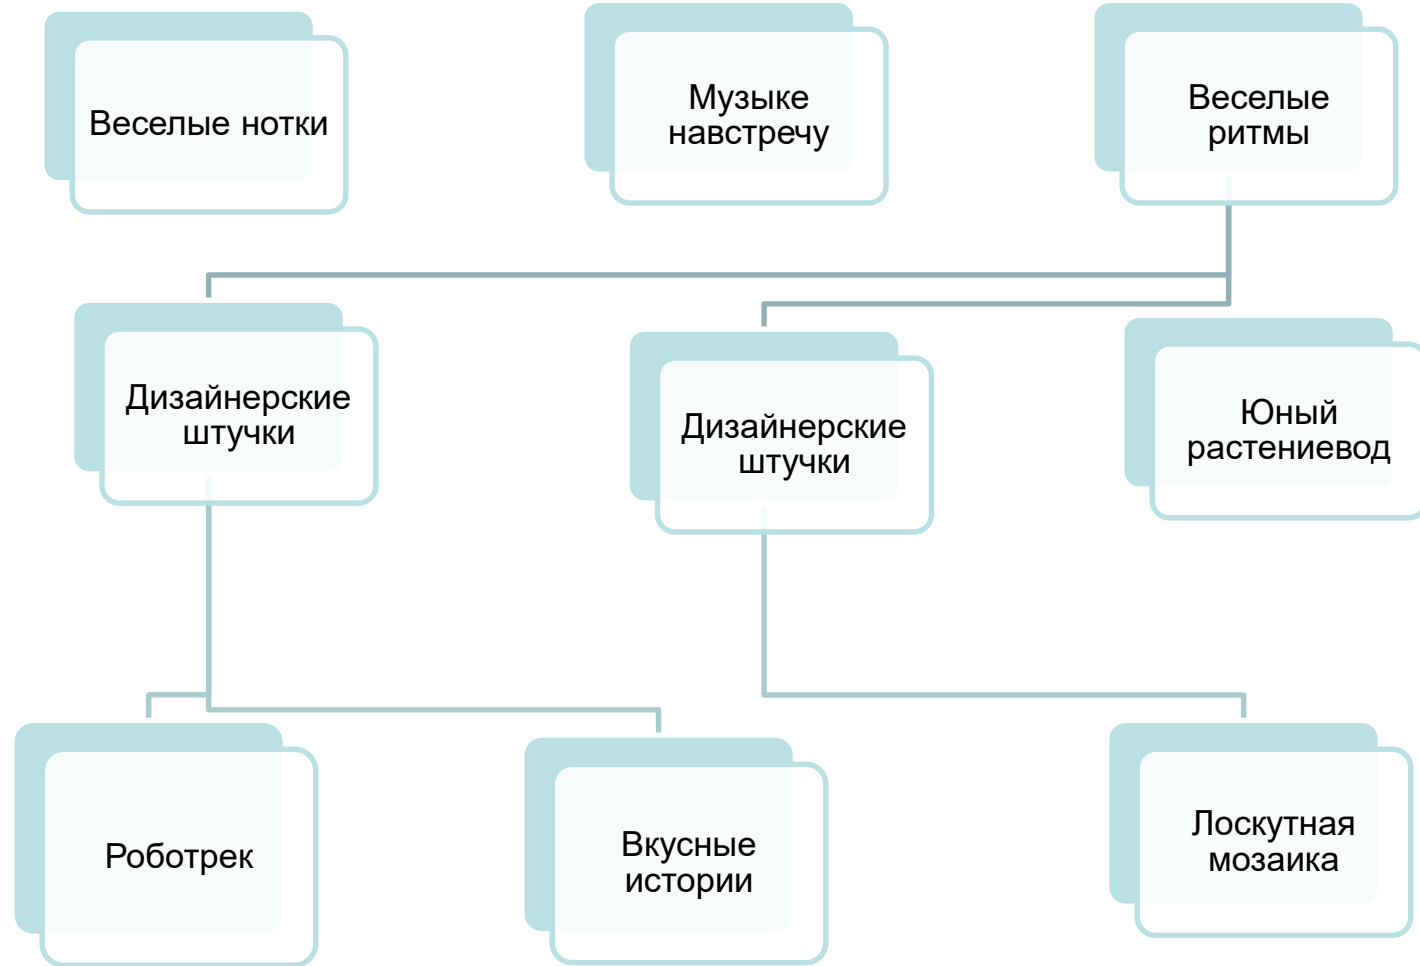 Веселые нотки
Музыке
навстречу
Веселые
ритмы
Дизайнерские
штучки
Дизайнерские
штучки
Юный
растениевод
Роботрек
Вкусные
истории
Лоскутная
мозаика